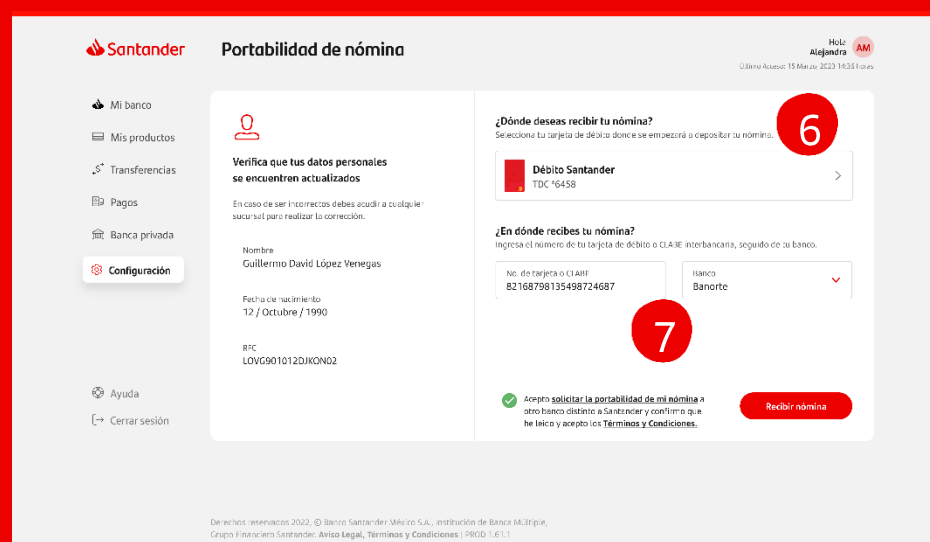 Santander
Portabilidad de nómina
Hola
Alejandra
AM
Último Acceso: 15 Marzo 2023 14:35 horas
Mi banco
Mis productos
Transferencias
Pagos
Banca privada
Configuración
Ayuda
Cerrar sesión
Verifica que tus datos personales
se encuentren actualizados
En caso de ser incorrectos debes acudir a cualquier
sucursal para realizar la corrección.
Nombre
Guillermo David López Venegas
Fecha de nacimiento
12 / Octubre / 1990
RFC
LOVG901012DJKON02
¿Dónde deseas recibir tu nómina?
Selecciona tu tarjeta de débito donde se empezará a depositar tu nómina.
6
Débito Santander
TDC *6458
¿En dónde recibes tu nómina?
Ingresa el número de tu tarjeta de débito o CLABE interbancaria, seguido de tu banco.
No. de tarjeta o CLABE
82168798135498724687
Banco
Banorte
7
Acepto solicitar la portabilidad de mi nómina a
otro banco distinto a Santander y confirmo que
he leído y acepto los Términos y Condiciones.
Recibir nómina
Derechos reservados 2022, © Banco Santander México S.A., Institución de Banca Múltiple,
Grupo Financiero Santander. Aviso Legal, Términos y Condiciones | PROD 1.61.1